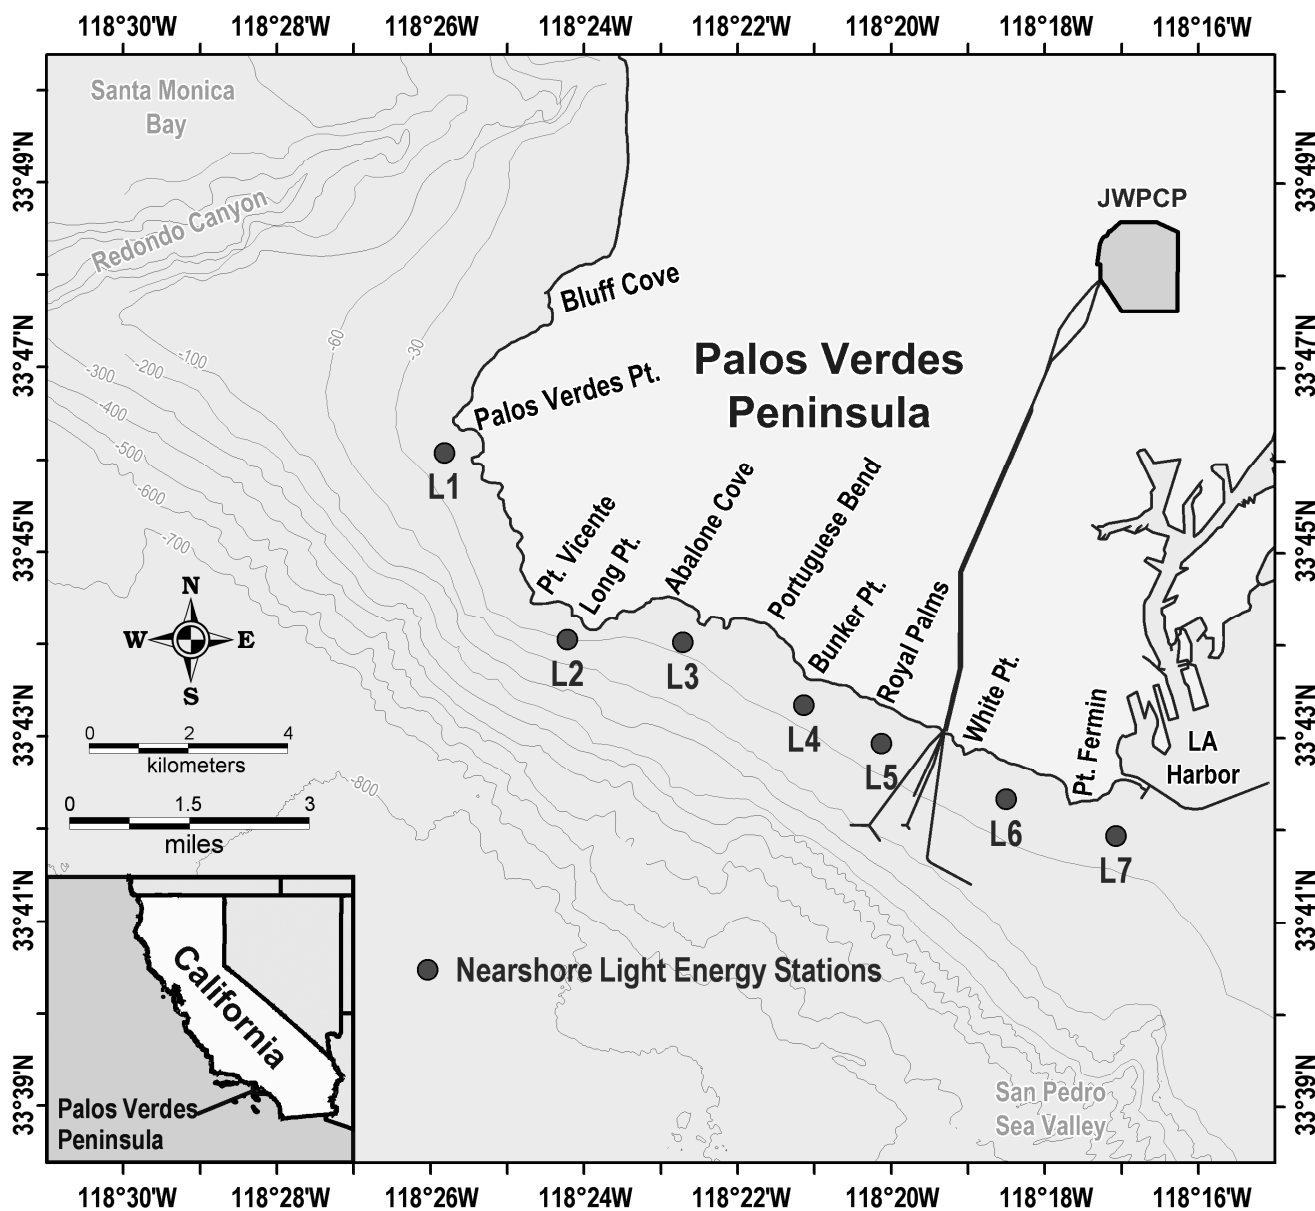 118°30'W 118°28'W 118°26'W 118°24'W 118°22'W 118°20'W 118°18'W 118°16'W
Santa Monica
Bay
33°49'N
33°49'N
JWPCP
Redondo Canyon
Bluff Cove
33°47'N
33°47'N
-60
-30
-100
-200
-300
-400
-500
-600
-700
Palos Verdes
Peninsula
Palos Verdes Pt.
L1
33°45'N
33°45'N
Pt. Vicente
Long Pt.
Abalone Cove
Portuguese Bend
Bunker Pt.
Royal Palms
White Pt.
Pt. Fermin
N
W E
S
L2
L3
L4
L5
L6
L7
33°43'N
33°43'N
LA
Harbor
0 2 4
kilometers
0 1.5 3
miles
-800
33°41'N
33°41'N
California
Palos Verdes
Peninsula
Nearshore Light Energy Stations
33°39'N
33°39'N
San Pedro
Sea Valley
118°30'W 118°28'W 118°26'W 118°24'W 118°22'W 118°20'W 118°18'W 118°16'W